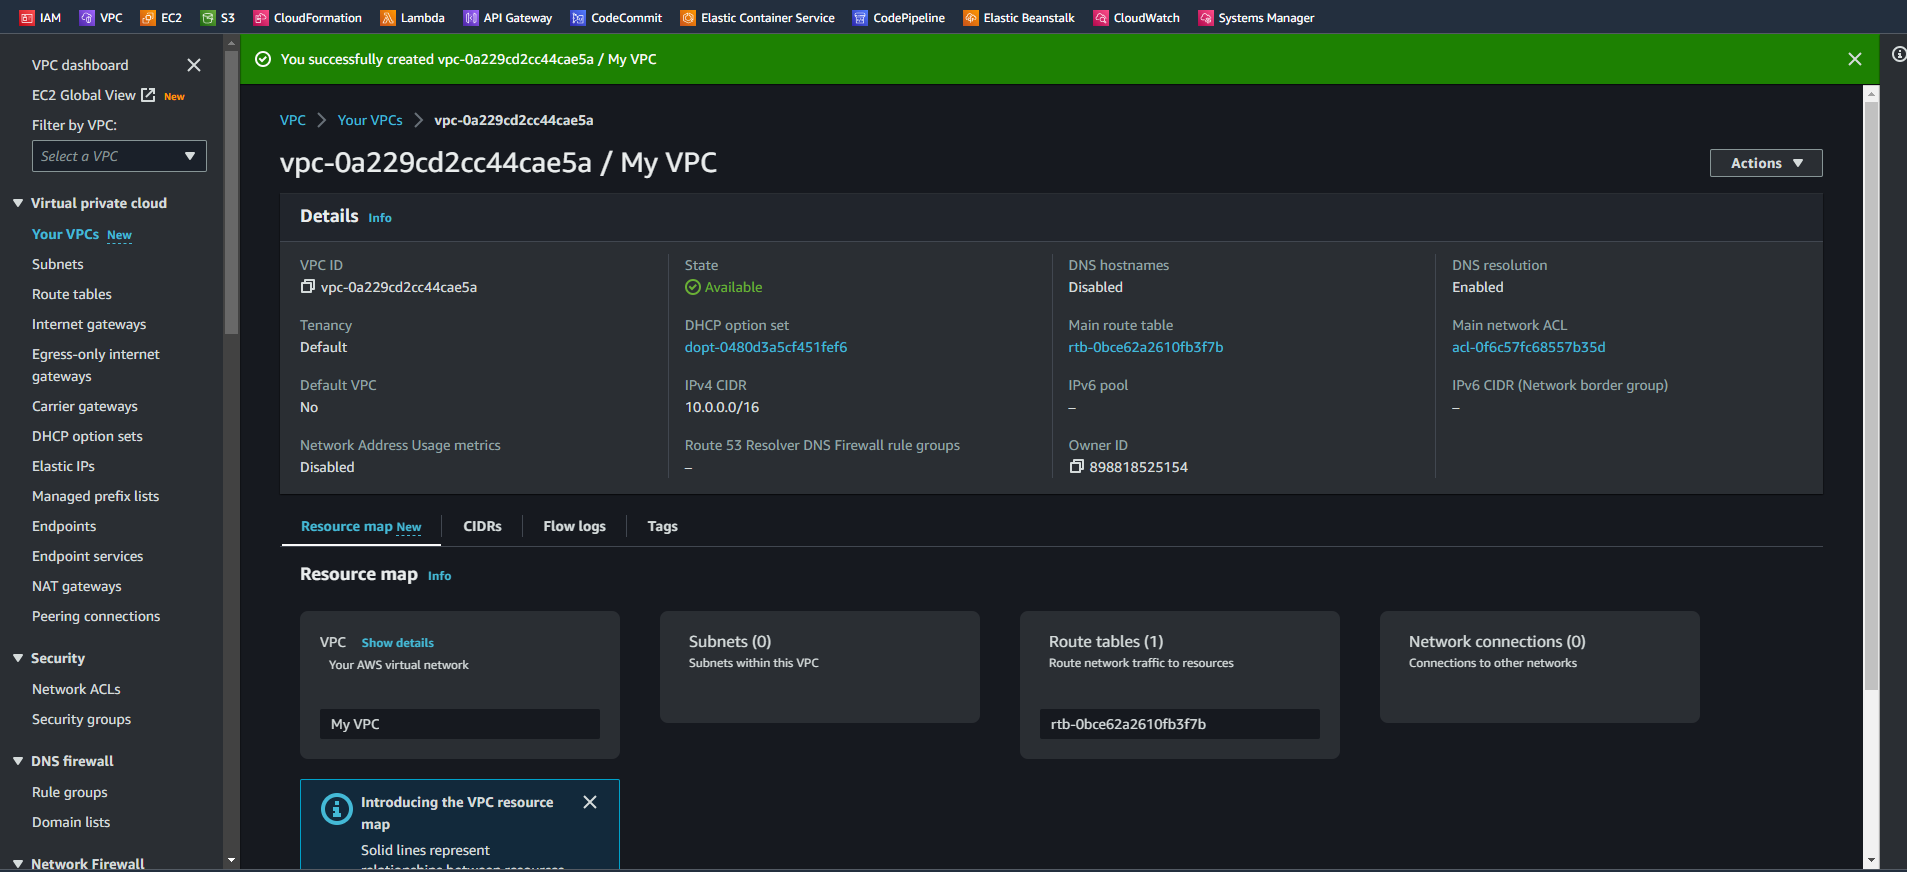 IAM VPC EC2 S3 CloudFormation Lambda API Gateway CodeCommit Elastic Container Service CodePipeline Elastic Beanstalk CloudWatch Systems Manager
VPC dashboard
EC2 Global View New
Filter by VPC:
Select a VPC
Virtual private cloud
Your VPCs New
Subnets
Route tables
Internet gateways
Egress-only internet
gateways
Carrier gateways
DHCP option sets
Elastic IPs
Managed prefix lists
Endpoints
Endpoint services
NAT gateways
Peering connections
Security
Network ACLs
Security groups
DNS firewall
Rule groups
Domain lists
Network Firewall
You successfully created vpc-0a229cd2cc44cae5a / My VPC
VPC Your VPCs vpc-0a229cd2cc44cae5a
vpc-0a229cd2cc44cae5a / My VPC
Actions
Details Info
VPC ID
vpc-0a229cd2cc44cae5a
State
Available
DNS hostnames
Disabled
DNS resolution
Enabled
Tenancy
Default
DHCP option set
dopt-0480d3a5cf451fef6
Main route table
rtb-0bce62a2610fb3f7b
Main network ACL
acl-0f6c57fc68557b35d
Default VPC
No
IPv4 CIDR
10.0.0.0/16
IPv6 pool
–
IPv6 CIDR (Network border group)
–
Network Address Usage metrics
Disabled
Route 53 Resolver DNS Firewall rule groups
–
Owner ID
898818525154
Resource map New CIDRs Flow logs Tags
Resource map Info
VPC Show details
Your AWS virtual network
My VPC
Subnets (0)
Subnets within this VPC
Route tables (1)
Route network traffic to resources
rtb-0bce62a2610fb3f7b
Network connections (0)
Connections to other networks
Introducing the VPC resource
map
Solid lines represent
relationships between resources